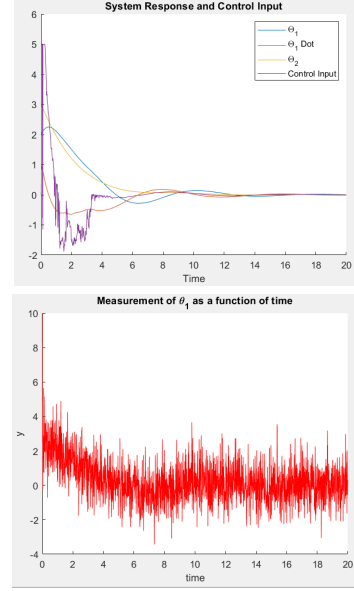 System Response and Control Input
6
5
4
3
2
1
0
-1
-2
Θ1
Θ1 Dot
Θ2
Control Input
0 2 4 6 8 10 12 14 16 18 20
Time
Measurement of θ1 as a function of time
10
8
6
4
2
0
-2
-4
y
0 2 4 6 8 10 12 14 16 18 20
time